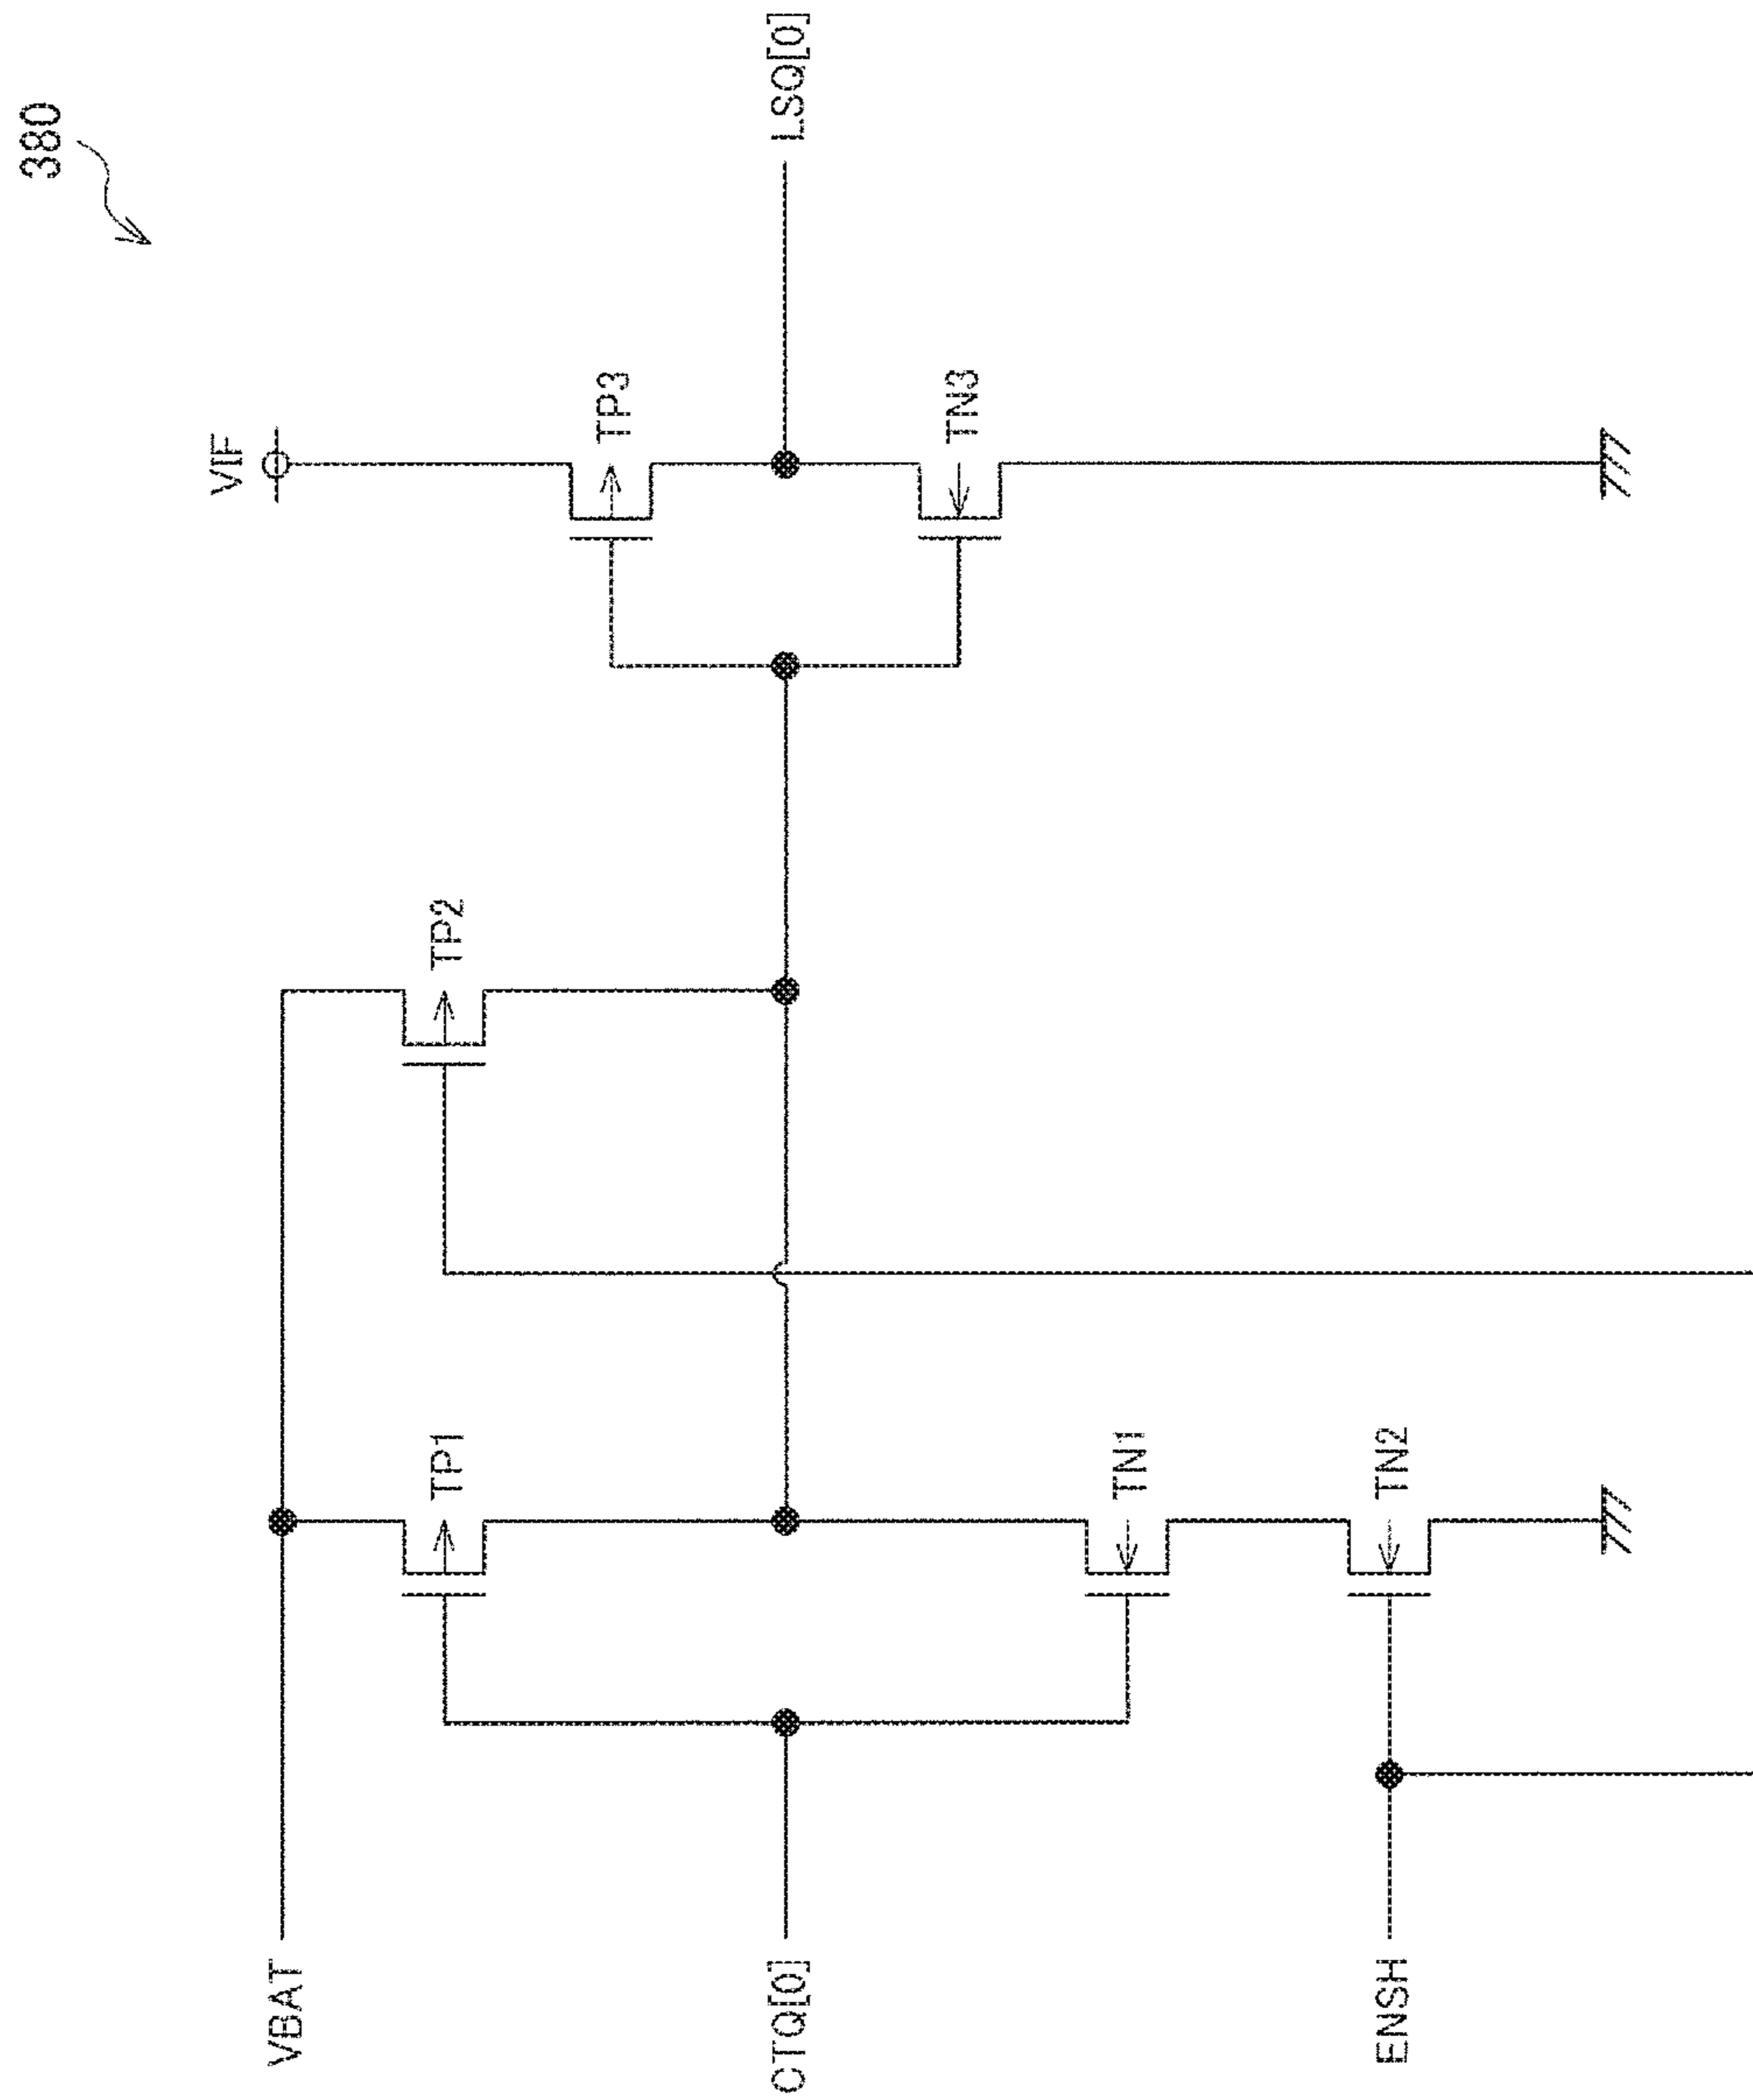 380
VIF
TP3
LSQ[0]
TN3
TP2
VBAT
TP1
CTQ[0]
TN1
ENSH
TN2